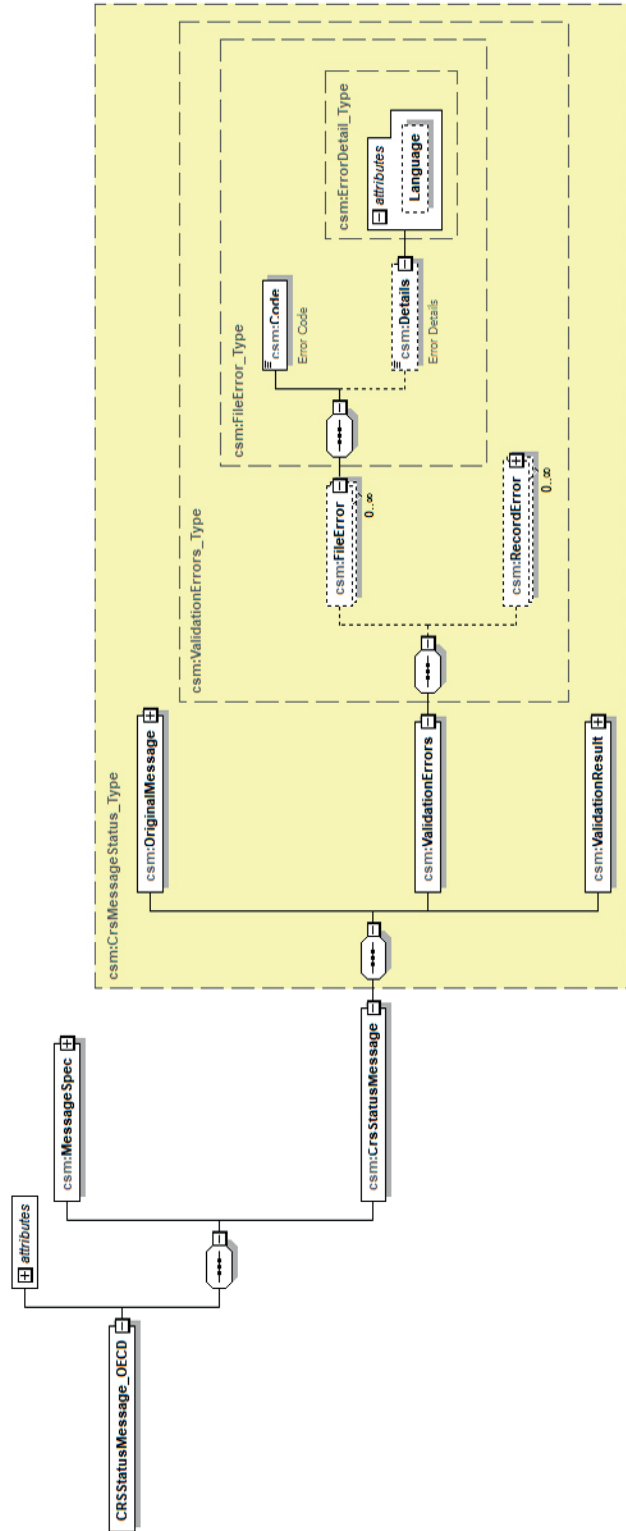 CRSStatusMessage_OECD
attributes
csm:MessageSpec
csm:CrsStatusMessage
csm:CrsMessageStatus_Type
csm:OriginalMessage
csm:ValidationErrors
csm:ValidationErrors_Type
csm:FileError
0..∞
csm:FileError_Type
csm:Code
Error Code
csm:Details
Error Details
csm:ErrorDetail_Type
attributes
Language
csm:RecordError
0..∞
csm:ValidationResult